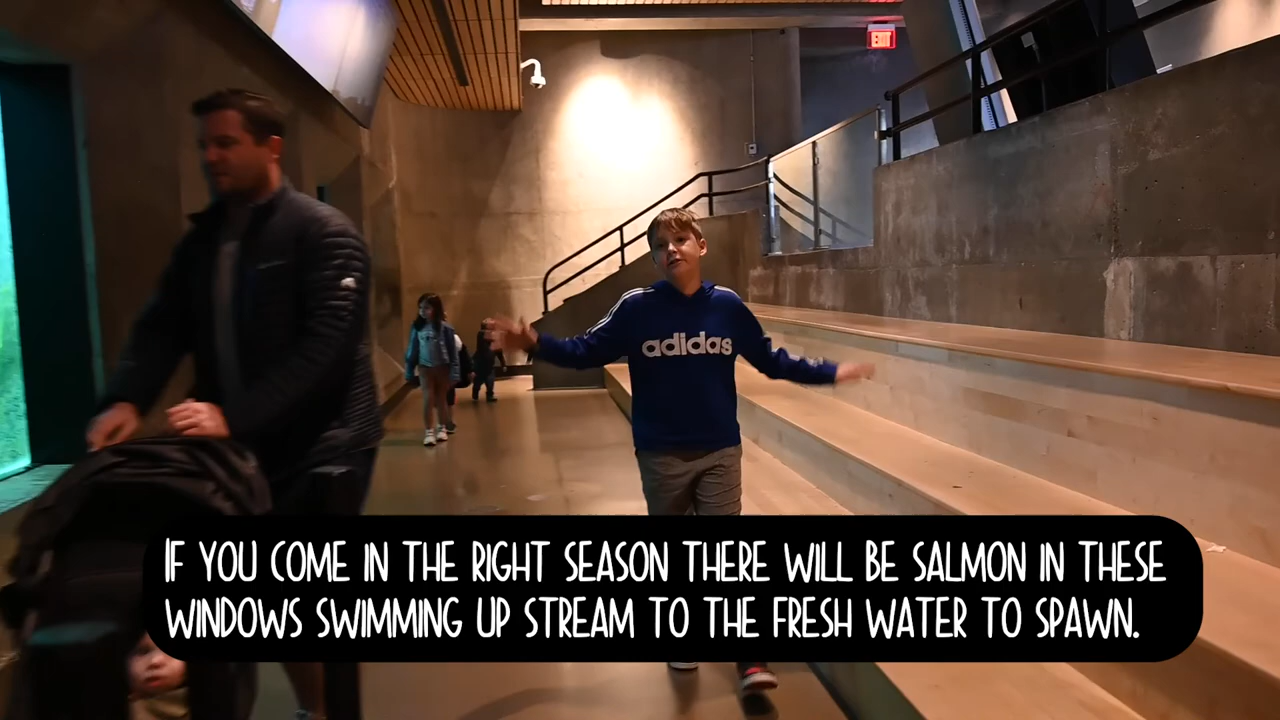 EXIT
adidas
IF YOU COME IN THE RIGHT SEASON THERE WILL BE SALMON IN THESE
WINDOWS SWIMMING UP STREAM TO THE FRESH WATER TO SPAWN.